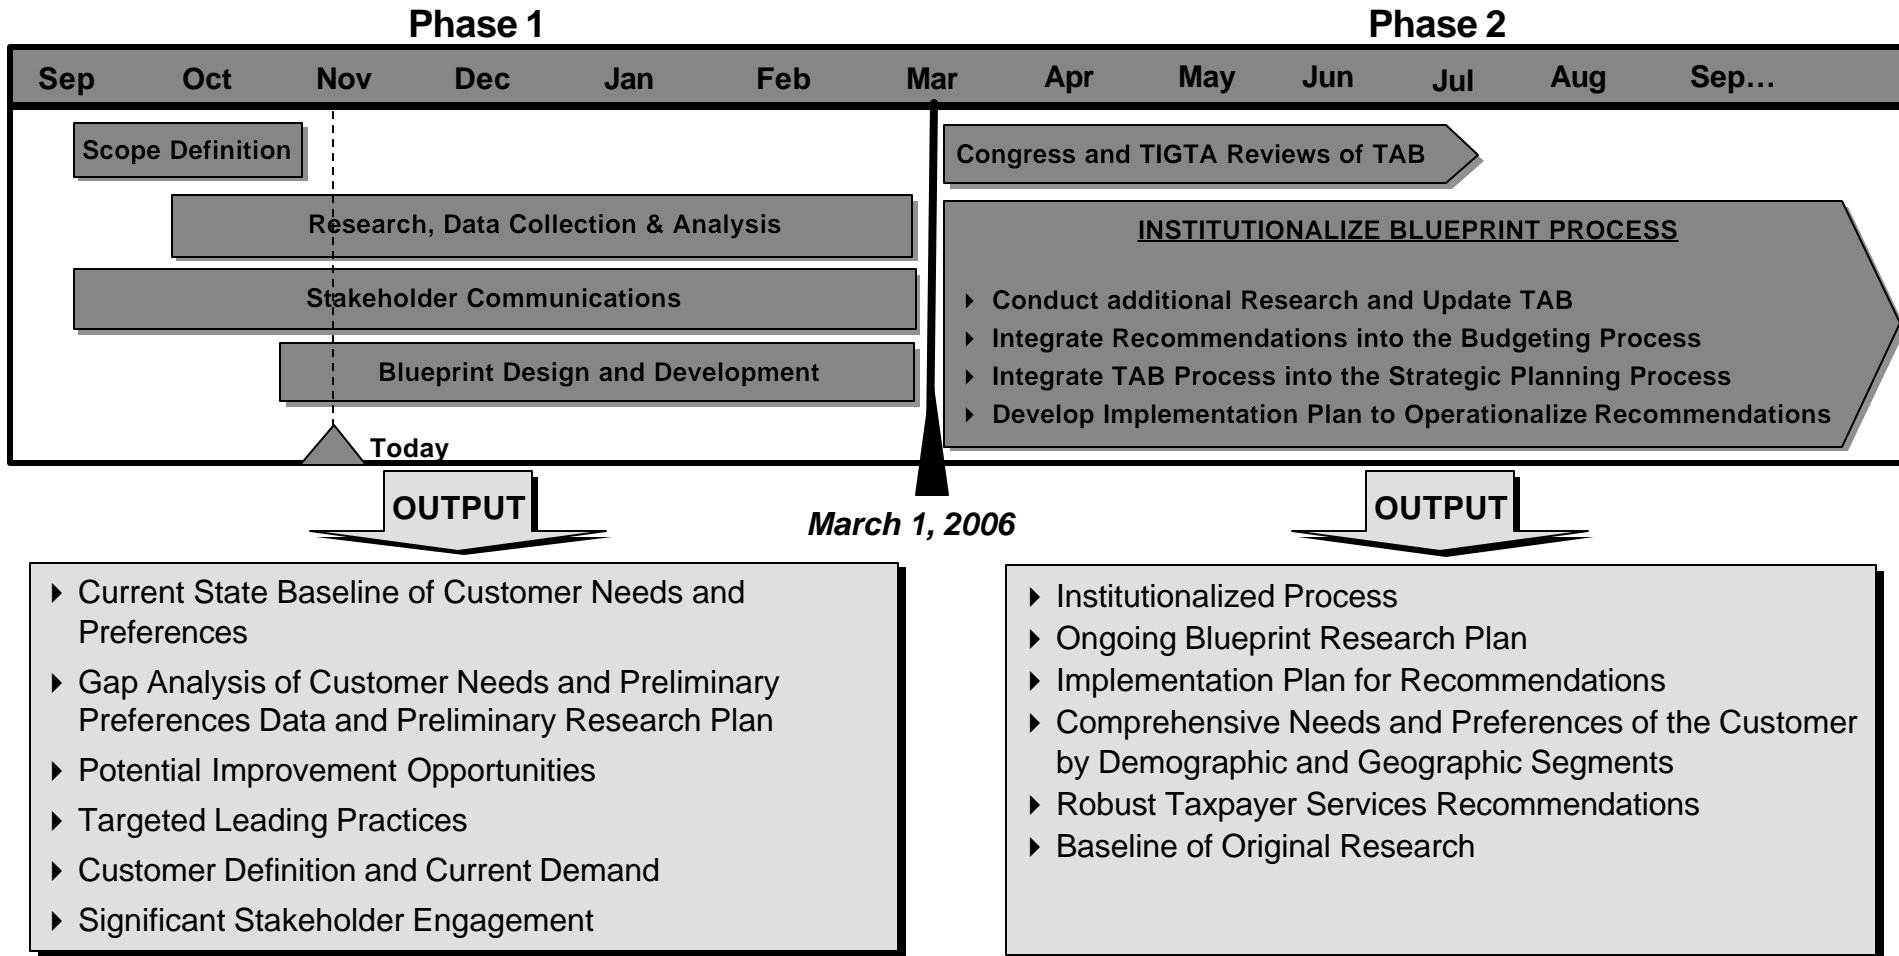 Phase 1
Phase 2
Sep Oct Nov Dec Jan Feb Mar Apr May Jun Jul Aug Sep…
Scope Definition
Research, Data Collection & Analysis
Stakeholder Communications
Blueprint Design and Development
Today
Congress and TIGTA Reviews of TAB
INSTITUTIONALIZE BLUEPRINT PROCESS
Conduct additional Research and Update TAB
Integrate Recommendations into the Budgeting Process
Integrate TAB Process into the Strategic Planning Process
Develop Implementation Plan to Operationalize Recommendations
March 1, 2006
OUTPUT
Current State Baseline of Customer Needs and
Preferences
Gap Analysis of Customer Needs and Preliminary
Preferences Data and Preliminary Research Plan
Potential Improvement Opportunities
Targeted Leading Practices
Customer Definition and Current Demand
Significant Stakeholder Engagement
OUTPUT
Institutionalized Process
Ongoing Blueprint Research Plan
Implementation Plan for Recommendations
Comprehensive Needs and Preferences of the Customer
by Demographic and Geographic Segments
Robust Taxpayer Services Recommendations
Baseline of Original Research